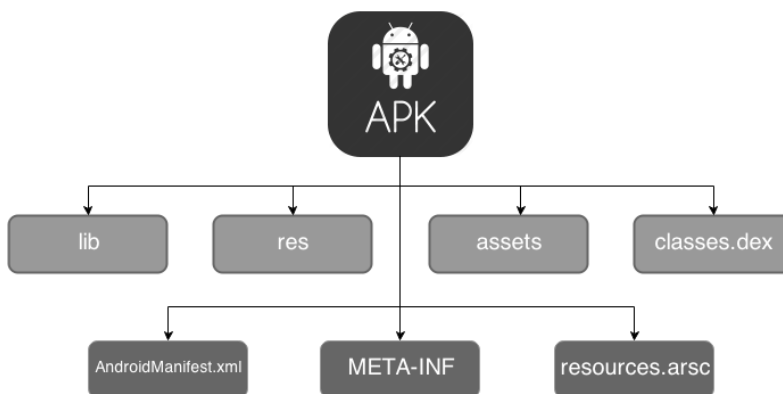 APK
lib
res
assets
classes.dex
AndroidManifest.xml
META-INF
resources.arsc